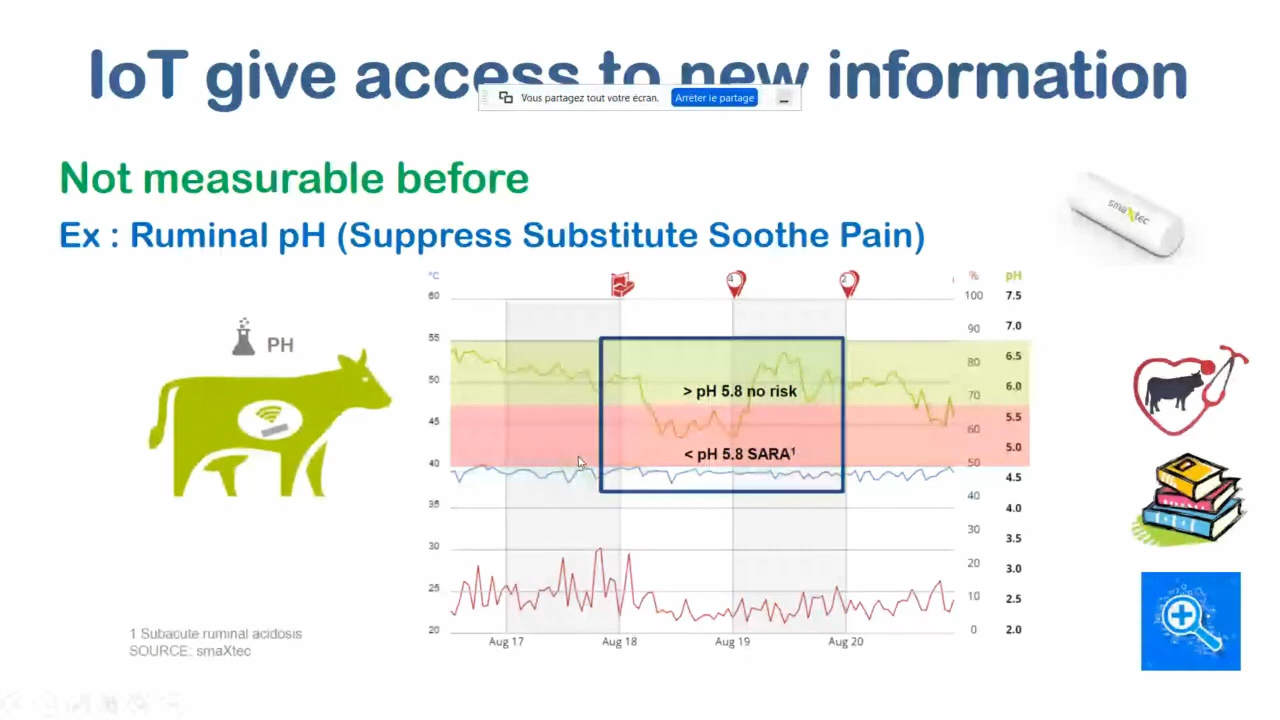 IoT give access to new information
Vous partagez tout votre écran. Arrêter le partage
Not measurable before
Ex : Ruminal pH (Suppress Substitute Soothe Pain)
smaXtec
PH
°C % pH
4 2
60 100 7.5
90 7.0
55 80 6.5
50 > pH 5.8 no risk 70 6.0
45 60 5.5
< pH 5.8 SARA¹ 5.0
40 50 4.5
35 40 4.0
30 30 3.5
20 3.0
25 10 2.5
20 0 2.0
Aug 17 Aug 18 Aug 19 Aug 20
1 Subacute ruminal acidosis
SOURCE: smaXtec